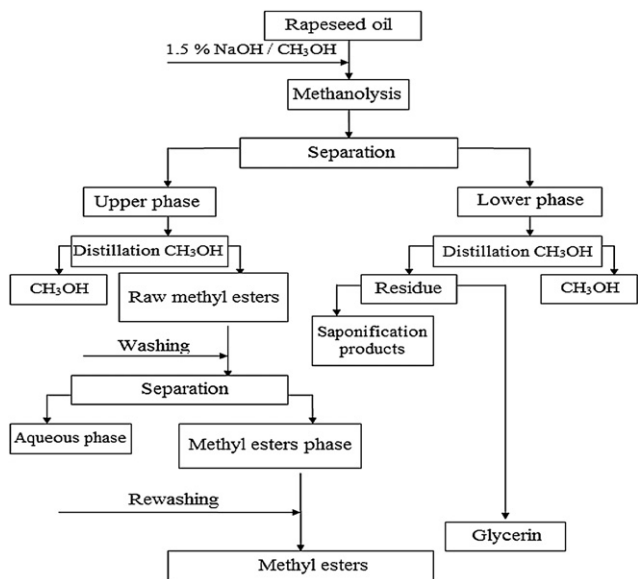 Rapeseed oil
1.5 % NaOH / CH₃OH
Methanolysis
Separation
Upper phase
Lower phase
Distillation CH₃OH
Distillation CH₃OH
CH₃OH
Raw methyl esters
Residue
CH₃OH
Saponification
products
Washing
Separation
Aqueous phase
Methyl esters phase
Rewashing
Glycerin
Methyl esters